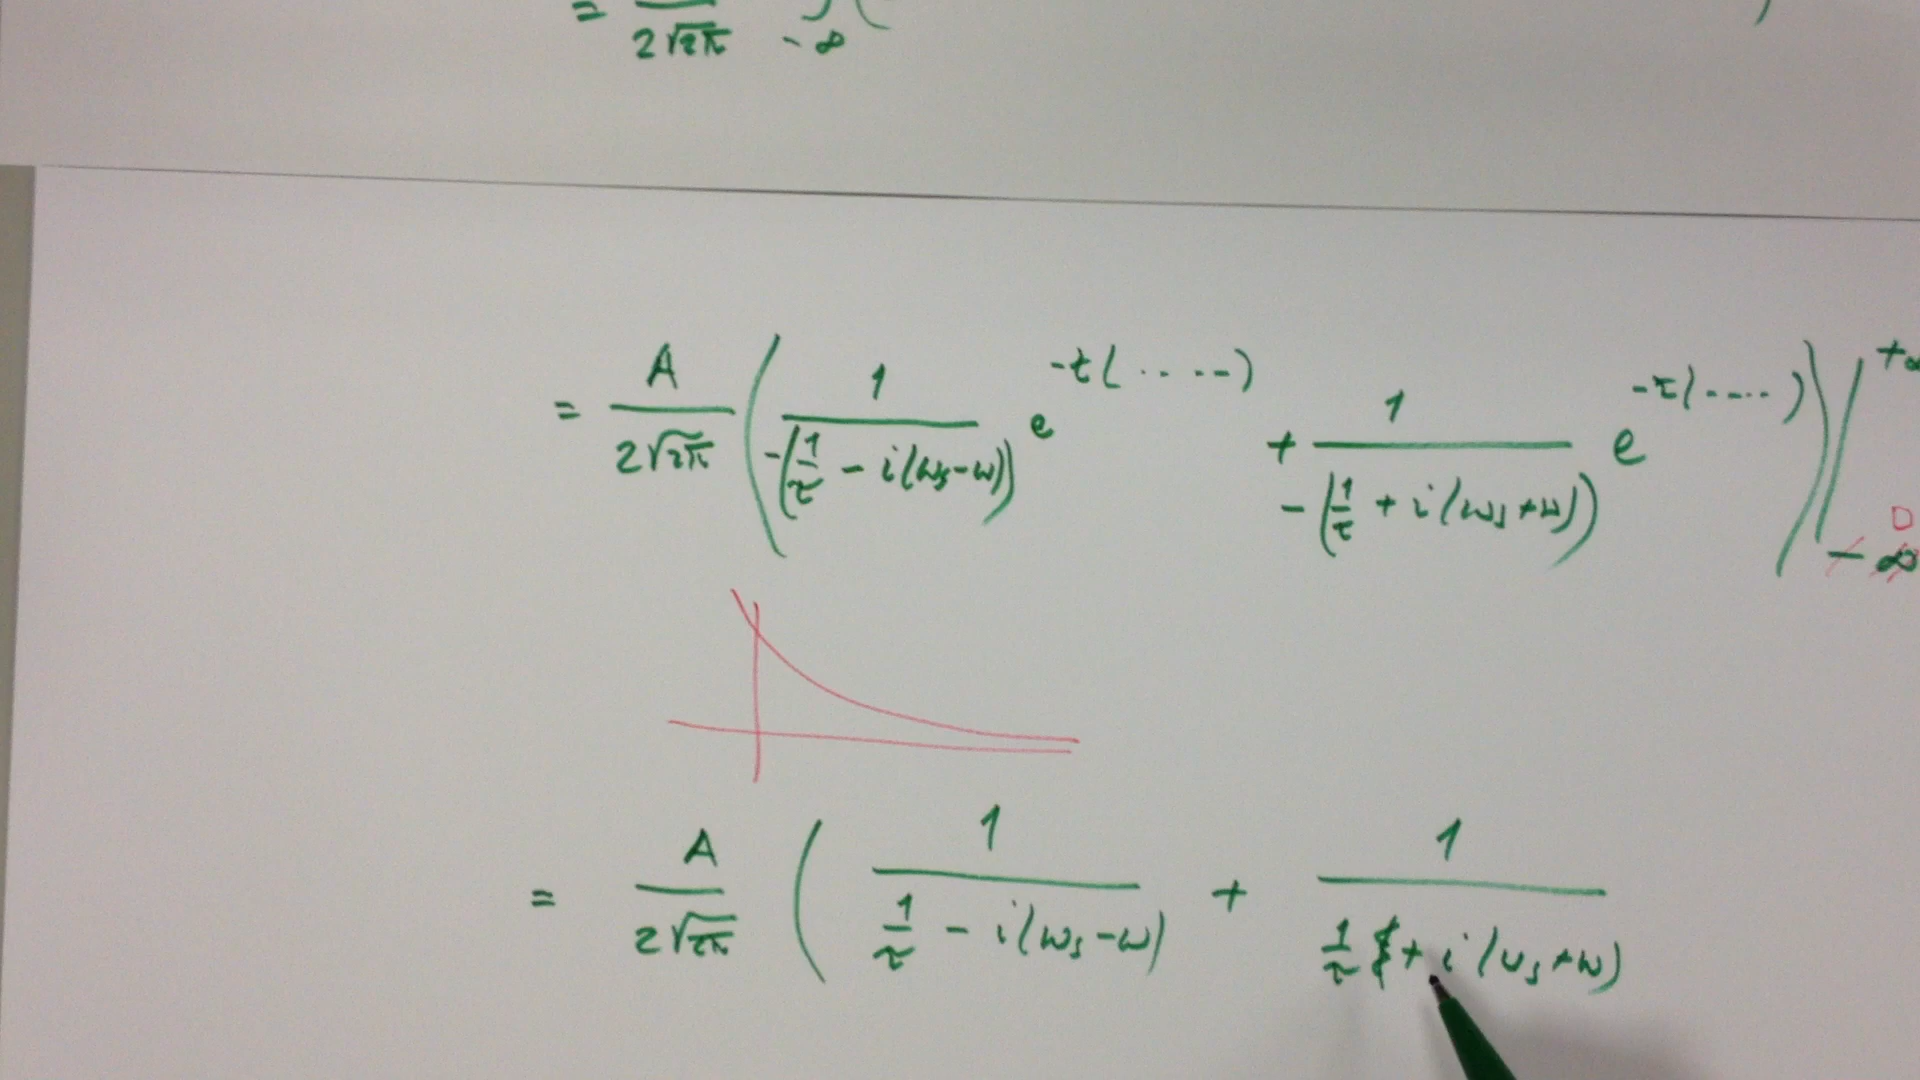 = 2√2π ∫ -∞ (
= A/(2√2π) ( 1/(-(1/τ - i(ωs-ω))) e^(-t(.....)) + 1/(-(1/τ + i(ωs+ω))) e^(-τ(.....)) ) | +∞ -∞ 0
= A/(2√2π) ( 1/(1/τ - i(ωs-ω)) + 1/(1/τ + i(ωs+ω))